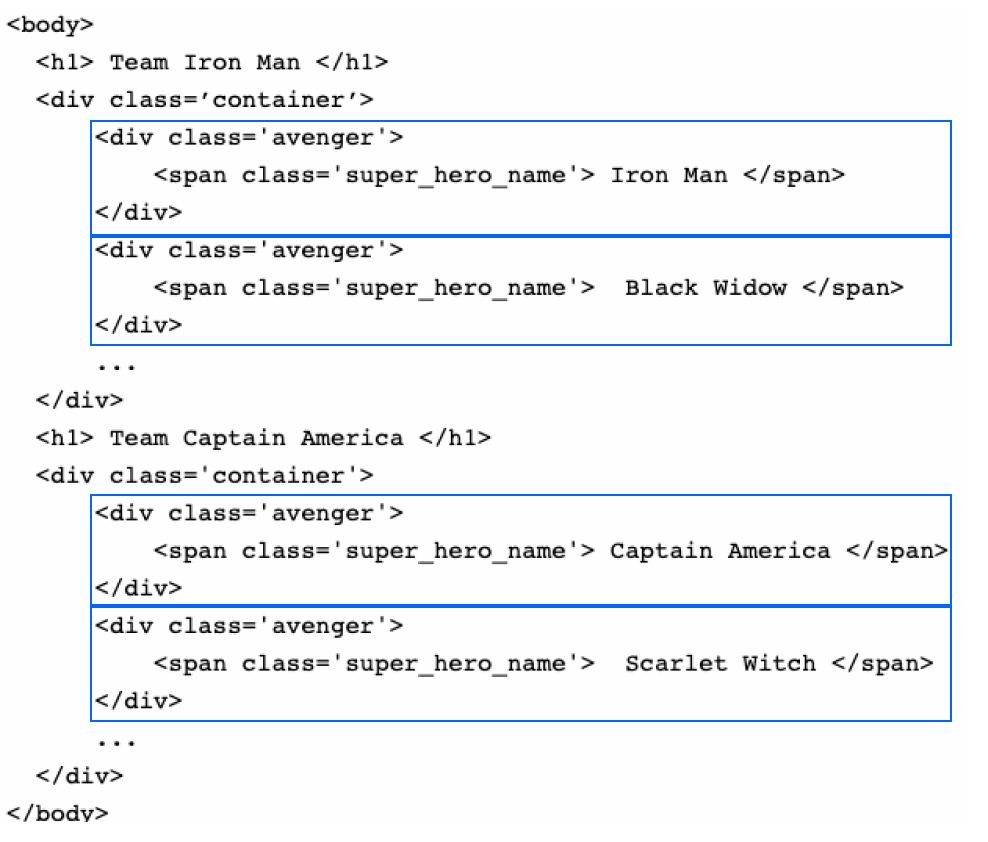 <body>
<h1> Team Iron Man </h1>
<div class=’container’>
<div class='avenger'>
<span class='super_hero_name'> Iron Man </span>
</div>
<div class='avenger'>
<span class='super_hero_name'>  Black Widow </span>
</div>
...
</div>
<h1> Team Captain America </h1>
<div class='container'>
<div class='avenger'>
<span class='super_hero_name'> Captain America </span>
</div>
<div class='avenger'>
<span class='super_hero_name'>  Scarlet Witch </span>
</div>
...
</div>
</body>